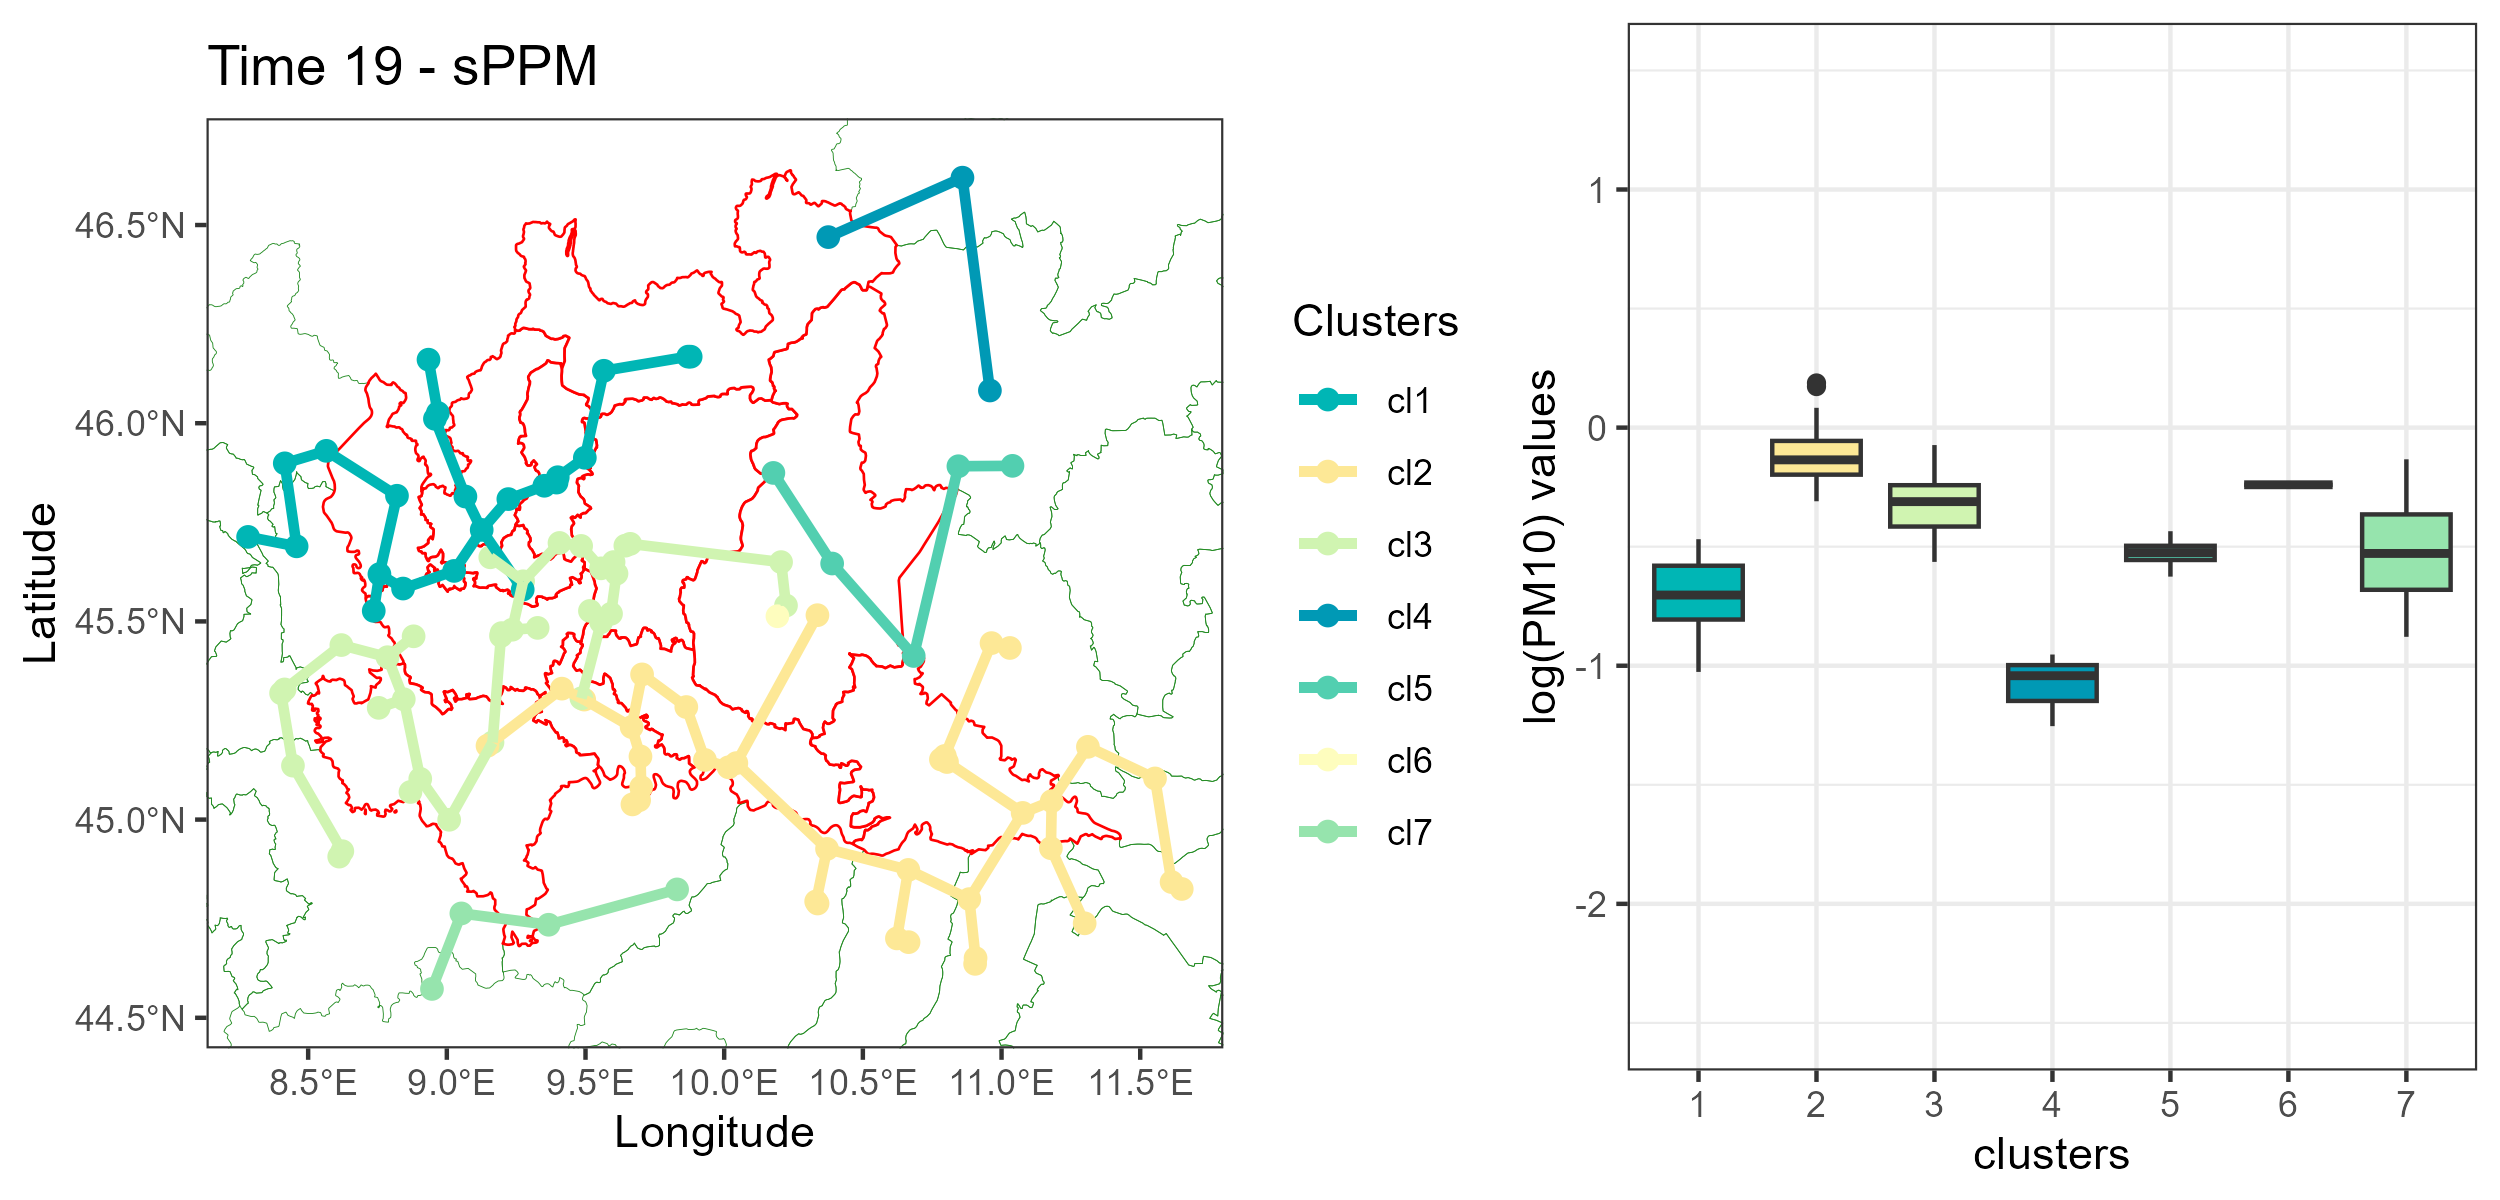 Time 19 - sPPM
46.5°N
46.0°N
45.5°N
45.0°N
44.5°N
Latitude
8.5°E 9.0°E 9.5°E 10.0°E 10.5°E 11.0°E 11.5°E
Longitude
Clusters
cl1
cl2
cl3
cl4
cl5
cl6
cl7
log(PM10) values
1
0
-1
-2
1 2 3 4 5 6 7
clusters